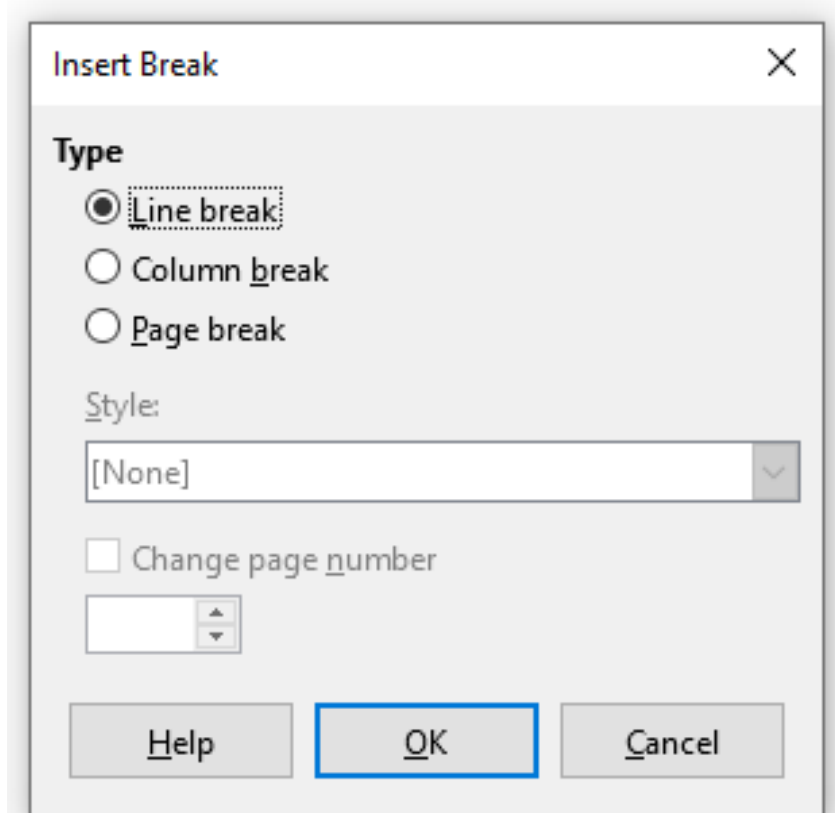 Insert Break
Type
Line break
Column break
Page break
Style:
[None]
Change page number
Help OK Cancel